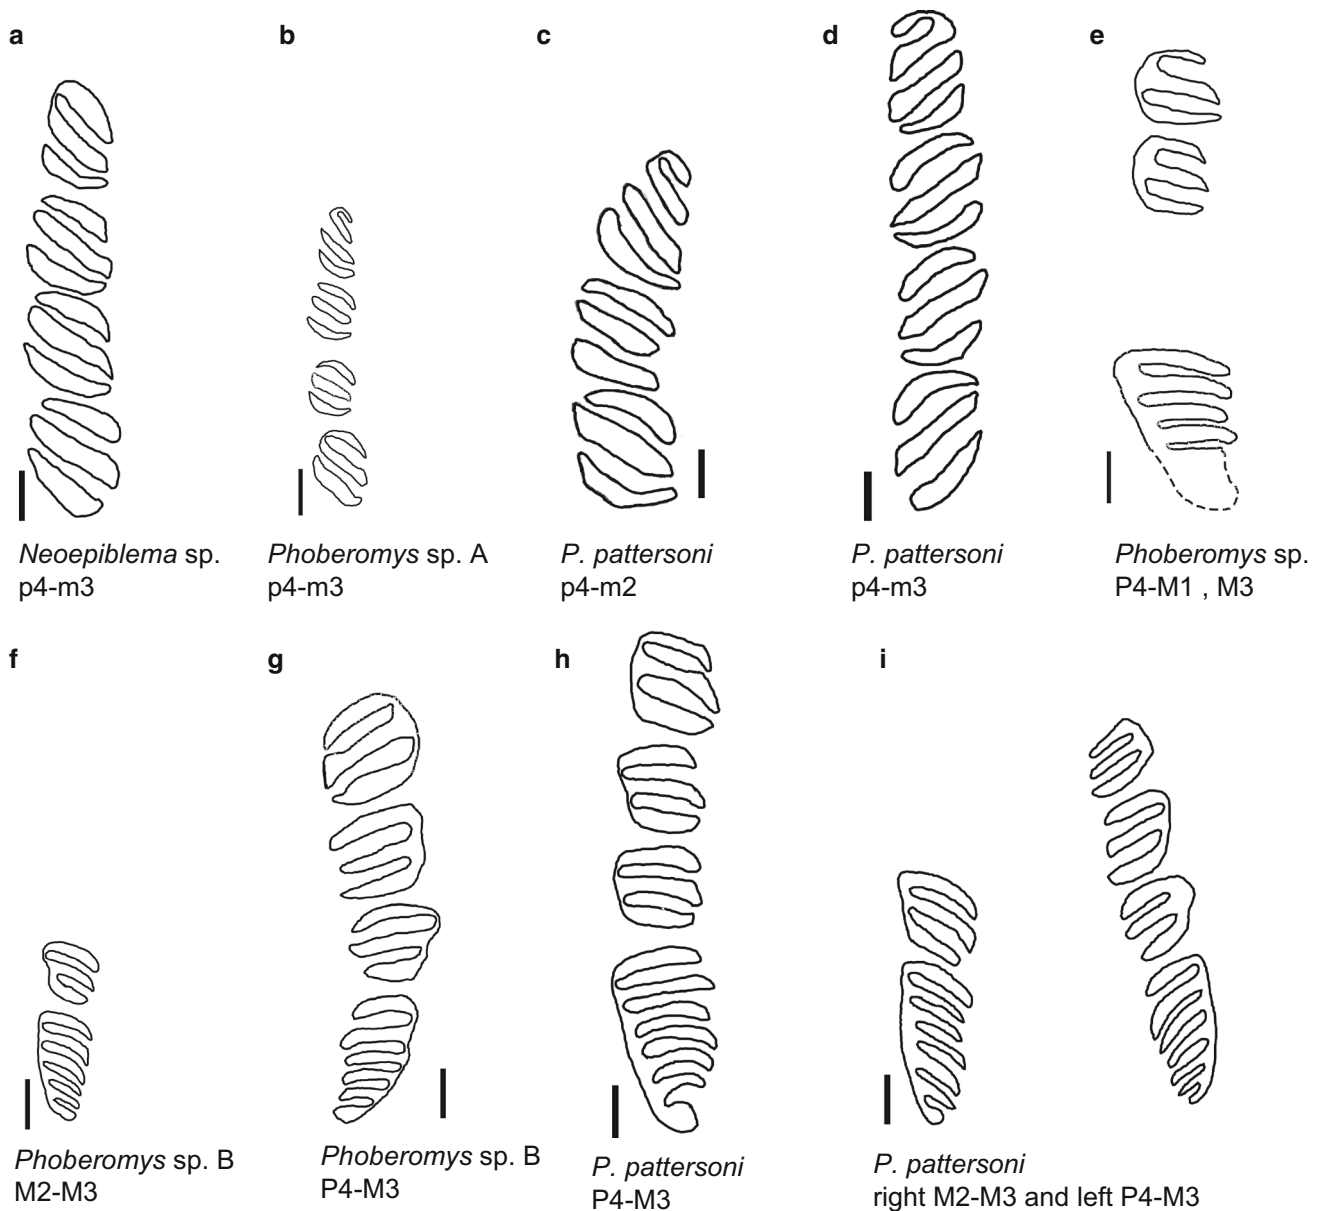 a
b
c
d
e
Neoepiblema sp.
p4-m3
Phoberomys sp. A
p4-m3
P. pattersoni
p4-m2
P. pattersoni
p4-m3
Phoberomys sp.
P4-M1 , M3
f
g
h
i
Phoberomys sp. B
M2-M3
Phoberomys sp. B
P4-M3
P. pattersoni
P4-M3
P. pattersoni
right M2-M3 and left P4-M3